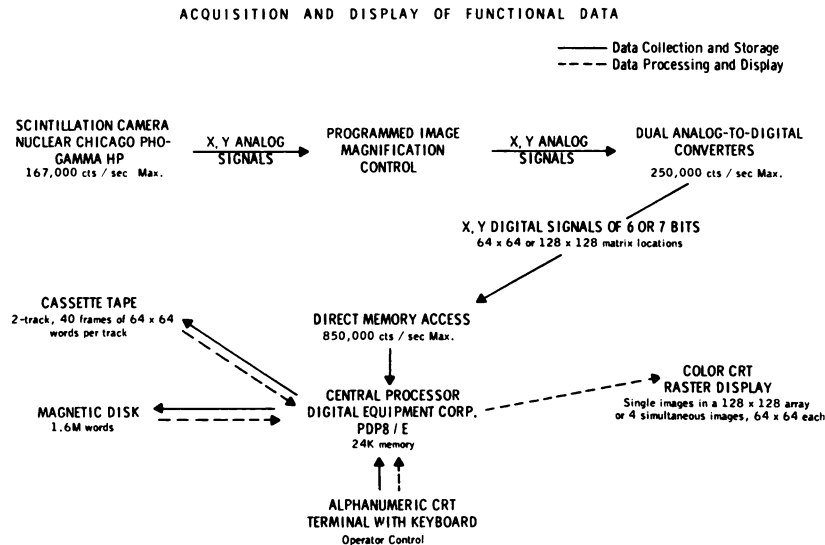 ACQUISITION AND DISPLAY OF FUNCTIONAL DATA
Data Collection and Storage
Data Processing and Display
SCINTILLATION CAMERA
NUCLEAR CHICAGO PHO-
GAMMA HP
167,000 cts / sec Max.
X, Y ANALOG
SIGNALS
PROGRAMMED IMAGE
MAGNIFICATION
CONTROL
X, Y ANALOG
SIGNALS
DUAL ANALOG-TO-DIGITAL
CONVERTERS
250,000 cts / sec Max.
X, Y DIGITAL SIGNALS OF 6 OR 7 BITS
64 x 64 or 128 x 128 matrix locations
CASSETTE TAPE
2-track, 40 frames of 64 x 64
words per track
DIRECT MEMORY ACCESS
850,000 cts / sec Max.
MAGNETIC DISK
1.6M words
CENTRAL PROCESSOR
DIGITAL EQUIPMENT CORP.
PDP8 / E
24K memory
COLOR CRT
RASTER DISPLAY
Single images in a 128 x 128 array
or 4 simultaneous images, 64 x 64 each
ALPHANUMERIC CRT
TERMINAL WITH KEYBOARD
Operator Control